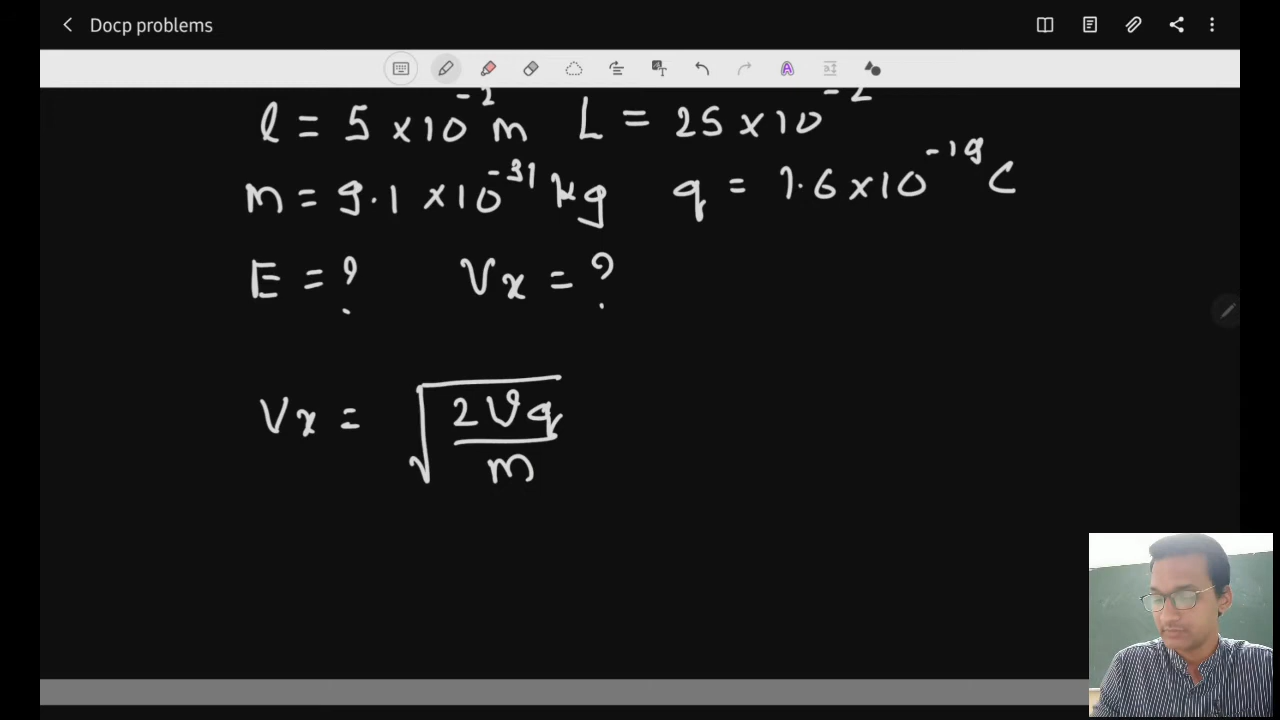 Docp problems
l = 5 × 10⁻² m L = 25 × 10⁻²
m = 9.1 × 10⁻³¹ kg q = 1.6 × 10⁻¹⁹ C
E = ? Vx = ?
Vx = √(2Vq/m)